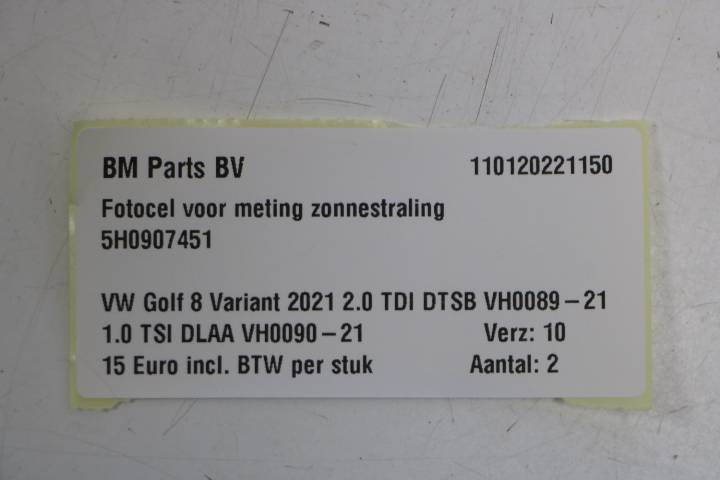 BM Parts BV 110120221150
Fotocel voor meting zonnestraling
5H0907451
VW Golf 8 Variant 2021 2.0 TDI DTSB VH0089-21
1.0 TSI DLAA VH0090-21 Verz: 10
15 Euro incl. BTW per stuk Aantal: 2